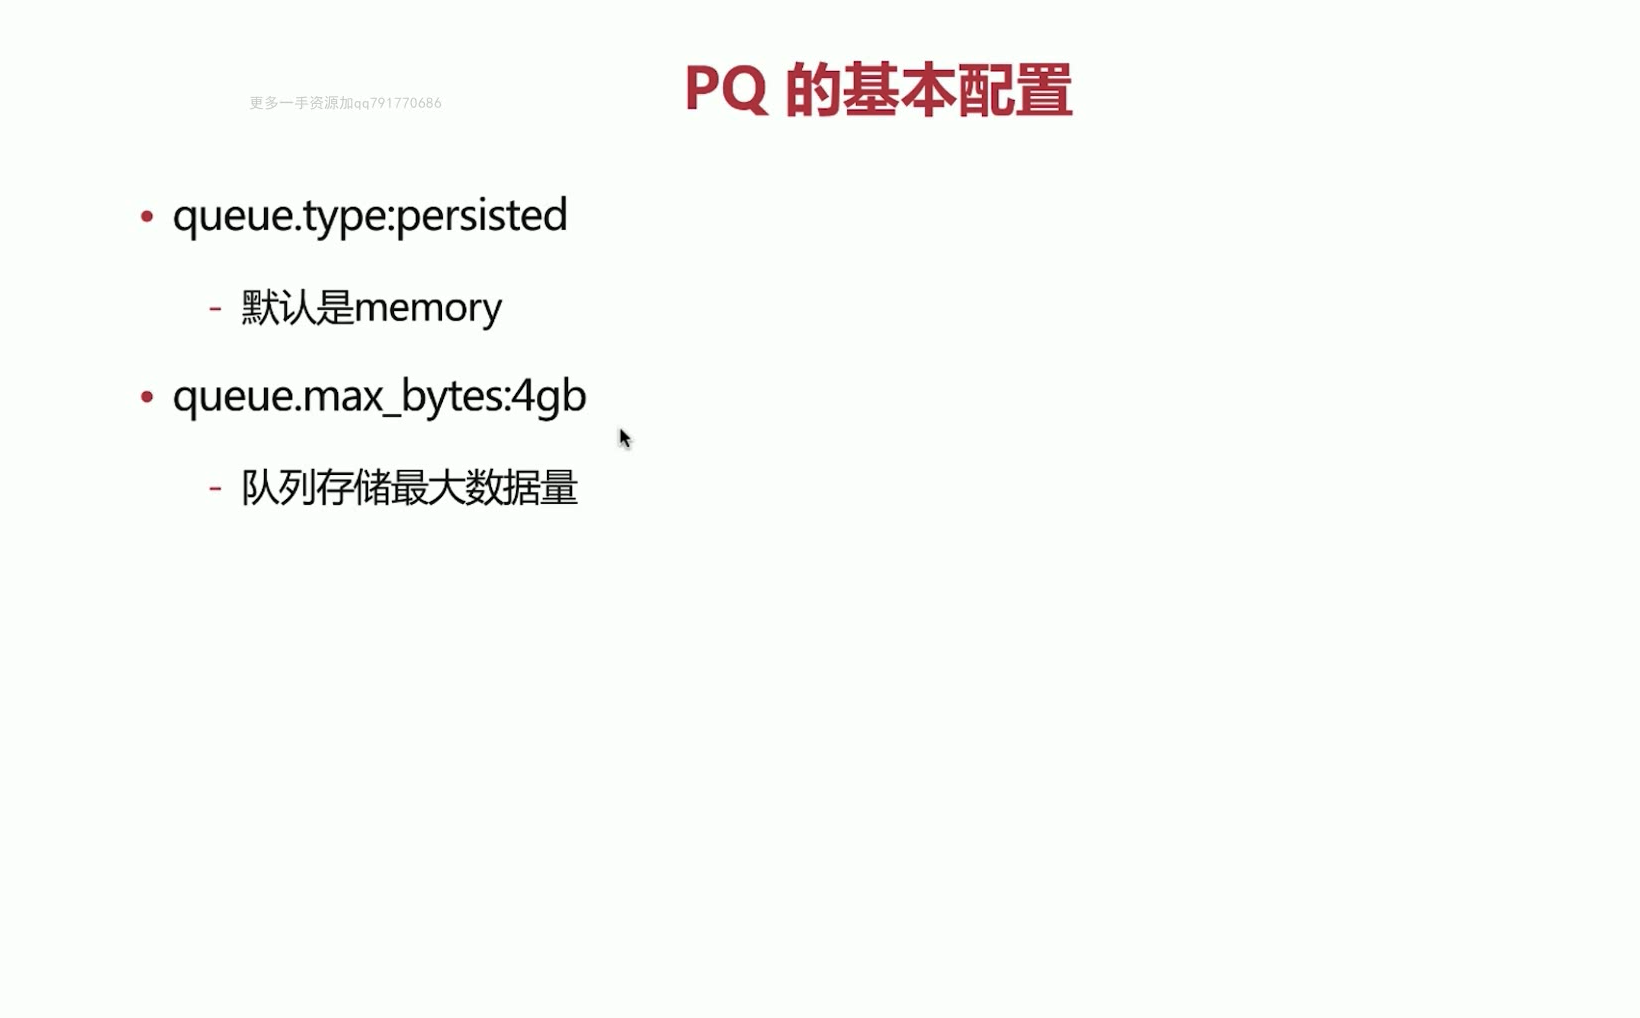 PQ 的基本配置
更多一手资源加qq791770686
• queue.type:persisted
- 默认是memory
• queue.max_bytes:4gb
- 队列存储最大数据量